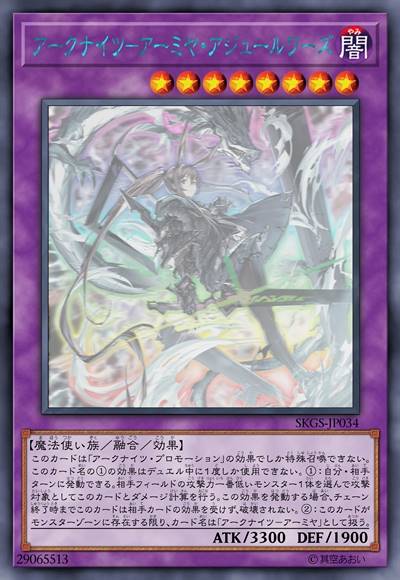 アークナイツーアーミヤ・アジュールワーズ
闇
やみ
SKGS-JP034
【魔法使い族／融合／効果】
このカードは「アークナイツ・プロモーション」の効果でしか特殊召喚できない。
このカード名の①の効果はデュエル中に1度しか使用できない。①：自分・相手
ターンに発動できる。相手フィールドの攻撃力一番低いモンスター1体を選んで攻撃
対象としてこのカードとダメージ計算を行う。この効果を発動する場合、チェーン
終了時までこのカードは相手カードの効果を受けず、破壊されない。②：このカードが
モンスターゾーンに存在する限り、カード名は「アークナイツーアーミヤ」として扱う。
ATK/3300 DEF/1900
29065513
©其空あおい